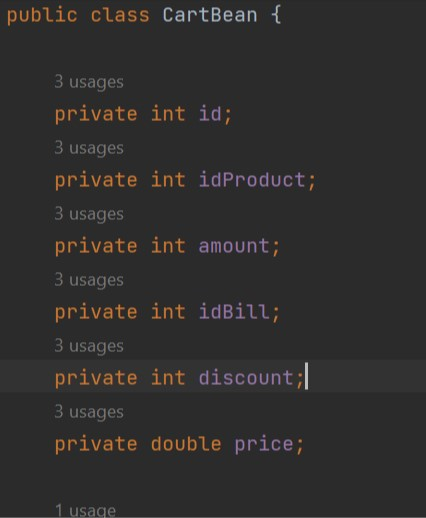 public class CartBean {
3 usages
private int id;
3 usages
private int idProduct;
3 usages
private int amount;
3 usages
private int idBill;
3 usages
private int discount;
3 usages
private double price;
1 usage